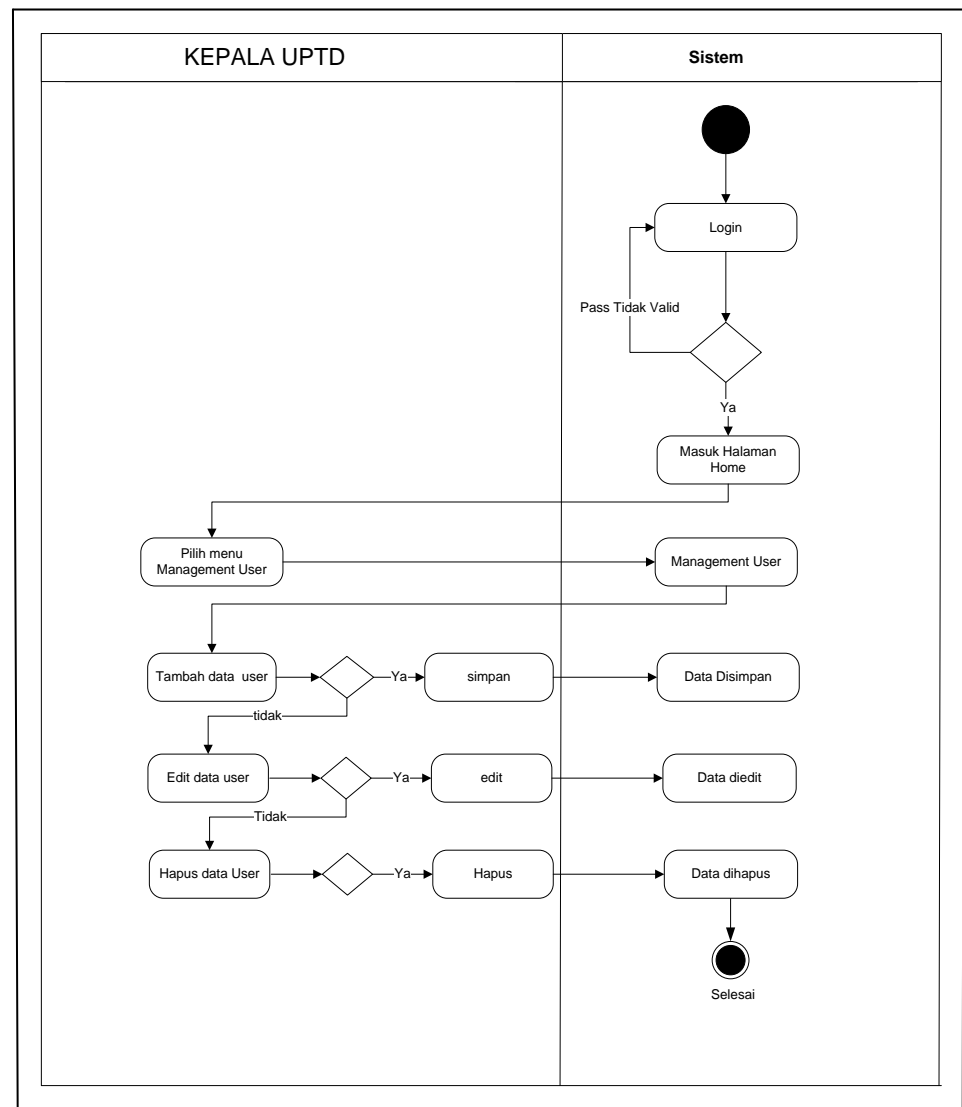 KEPALA UPTD
Sistem
Login
Pass Tidak Valid
Ya
Masuk Halaman
Home
Pilih menu
Management User
Management User
Tambah data user
Ya
simpan
Data Disimpan
tidak
Edit data user
Ya
edit
Data diedit
Tidak
Hapus data User
Ya
Hapus
Data dihapus
Selesai